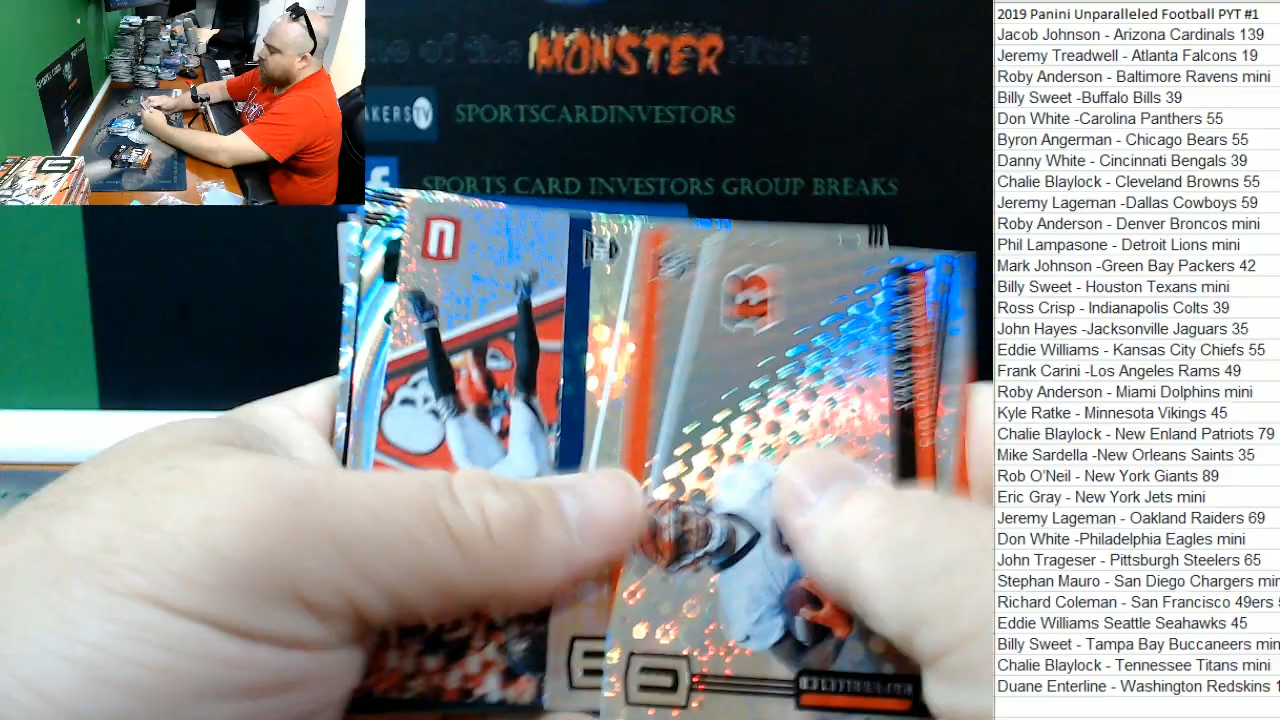 MONSTER
AKERSTV SPORTSCARDINVESTORS
SPORTS CARD INVESTORS GROUP BREAKS
2019 Panini Unparalleled Football PYT #1
Jacob Johnson - Arizona Cardinals 139
Jeremy Treadwell - Atlanta Falcons 19
Roby Anderson - Baltimore Ravens mini
Billy Sweet -Buffalo Bills 39
Don White -Carolina Panthers 55
Byron Angerman - Chicago Bears 55
Danny White - Cincinnati Bengals 39
Chalie Blaylock - Cleveland Browns 55
Jeremy Lageman -Dallas Cowboys 59
Roby Anderson - Denver Broncos mini
Phil Lampasone - Detroit Lions mini
Mark Johnson -Green Bay Packers 42
Billy Sweet - Houston Texans mini
Ross Crisp - Indianapolis Colts 39
John Hayes -Jacksonville Jaguars 35
Eddie Williams - Kansas City Chiefs 55
Frank Carini -Los Angeles Rams 49
Roby Anderson - Miami Dolphins mini
Kyle Ratke - Minnesota Vikings 45
Chalie Blaylock - New Enland Patriots 79
Mike Sardella -New Orleans Saints 35
Rob O'Neil - New York Giants 89
Eric Gray - New York Jets mini
Jeremy Lageman - Oakland Raiders 69
Don White -Philadelphia Eagles mini
John Trageser - Pittsburgh Steelers 65
Stephan Mauro - San Diego Chargers min
Richard Coleman - San Francisco 49ers
Eddie Williams Seattle Seahawks 45
Billy Sweet - Tampa Bay Buccaneers min
Chalie Blaylock - Tennessee Titans mini
Duane Enterline - Washington Redskins 1